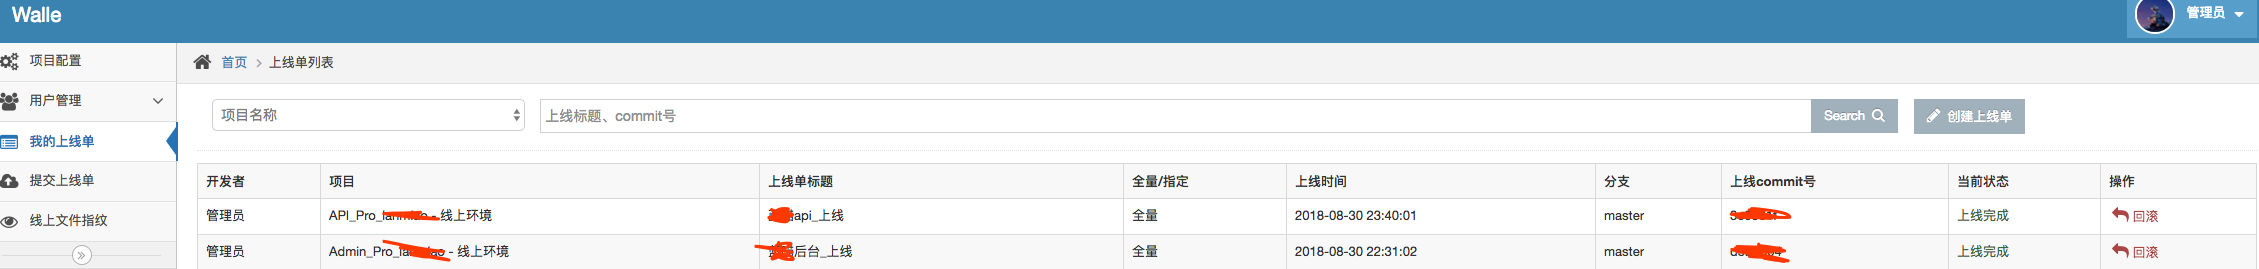 Walle
管理员
项目配置
用户管理
我的上线单
提交上线单
线上文件指纹
首页 > 上线单列表
项目名称
上线标题、commit号
Search
创建上线单
开发者 项目 上线单标题 全量/指定 上线时间 分支 上线commit号 当前状态 操作
管理员 API_Pro_ - 线上环境 api_上线 全量 2018-08-30 23:40:01 master 上线完成 回滚
管理员 Admin_Pro_ - 线上环境 后台_上线 全量 2018-08-30 22:31:02 master 上线完成 回滚